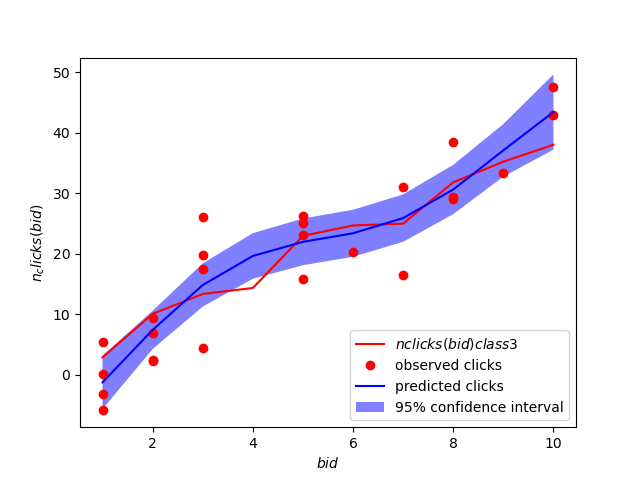 50
40
30
20
10
0
n_clicks(bid)
nclicks(bid)class3
observed clicks
predicted clicks
95% confidence interval
2 4 6 8 10
bid